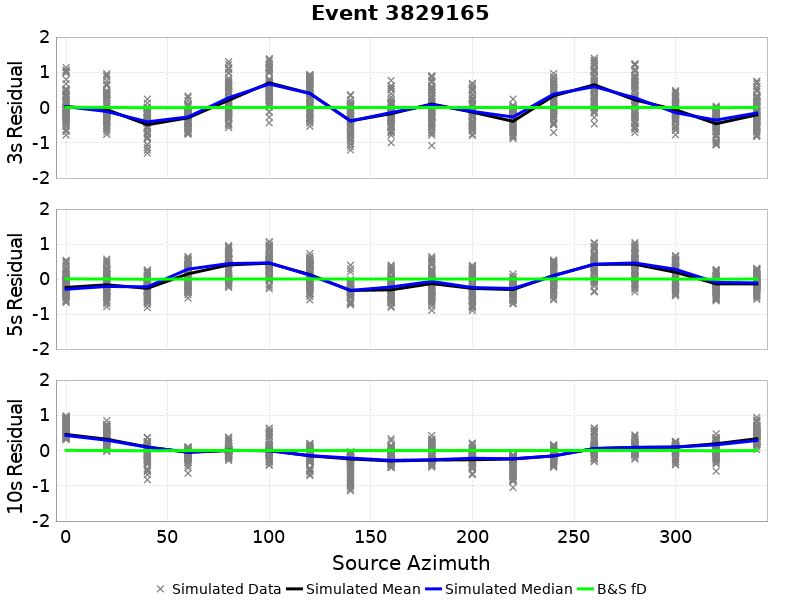 Event 3829165
3s Residual
2
1
0
-1
-2
5s Residual
2
1
0
-1
-2
10s Residual
2
1
0
-1
-2
0 50 100 150 200 250 300
Source Azimuth
Simulated Data Simulated Mean Simulated Median B&S fD